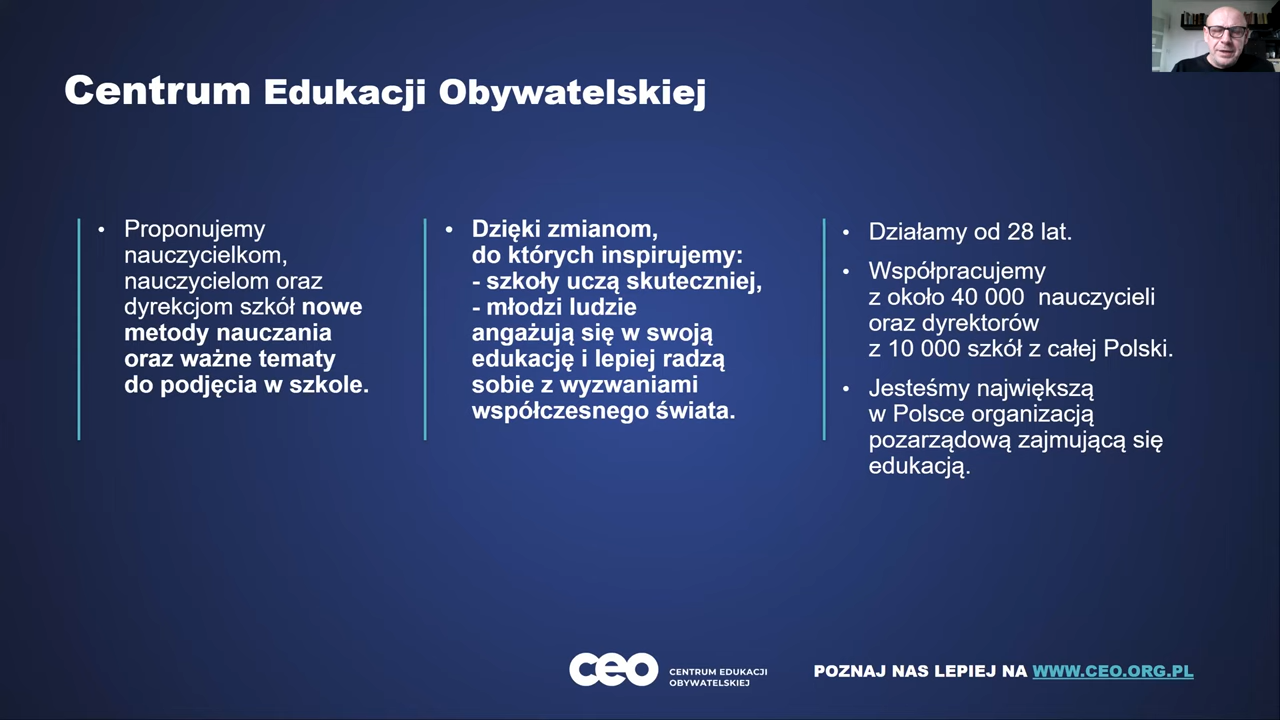 Centrum Edukacji Obywatelskiej
• Proponujemy
nauczycielkom,
nauczycielom oraz
dyrekcjom szkół nowe
metody nauczania
oraz ważne tematy
do podjęcia w szkole.
• Dzięki zmianom,
do których inspirujemy:
- szkoły uczą skuteczniej,
- młodzi ludzie
angażują się w swoją
edukację i lepiej radzą
sobie z wyzwaniami
współczesnego świata.
• Działamy od 28 lat.
• Współpracujemy
z około 40 000 nauczycieli
oraz dyrektorów
z 10 000 szkół z całej Polski.
• Jesteśmy największą
w Polsce organizacją
pozarządową zajmującą się
edukacją.
ceo
CENTRUM EDUKACJI
OBYWATELSKIEJ
POZNAJ NAS LEPIEJ NA WWW.CEO.ORG.PL